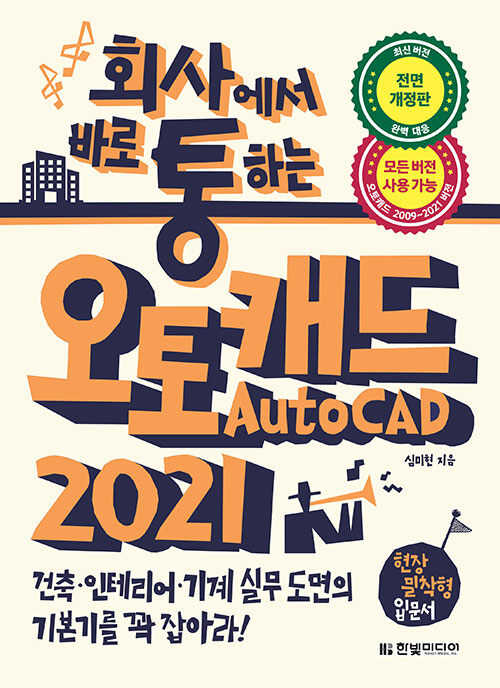 회사에서
바로 통하는
최신 버전
전면
개정판
완벽 대응
모든 버전
사용 가능
오토캐드 2009~2021 버전
오토캐드
AutoCAD
2021
심미현 지음
건축·인테리어·기계 실무 도면의
기본기를 꽉 잡아라!
현장
밀착형
입문서
한빛미디어
Hanbit Media, Inc.